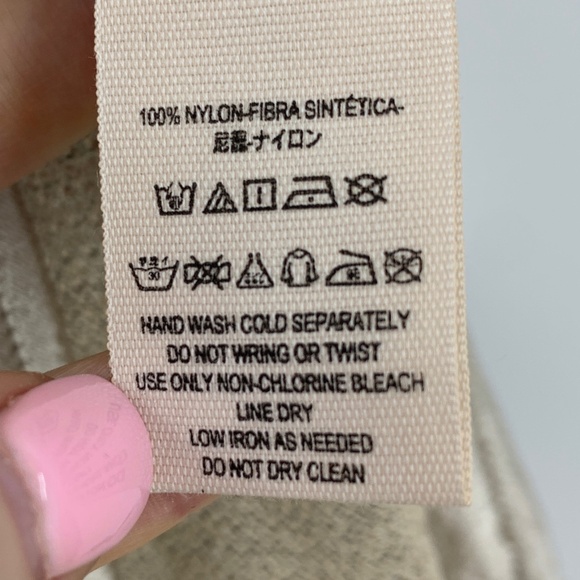 100% NYLON-FIBRA SINTÉTICA-
尼龍-ナイロン
30
HAND WASH COLD SEPARATELY
DO NOT WRING OR TWIST
USE ONLY NON-CHLORINE BLEACH
LINE DRY
LOW IRON AS NEEDED
DO NOT DRY CLEAN